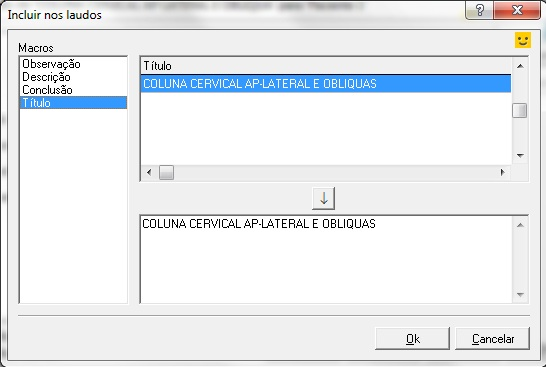 Incluir nos laudos
Macros
Observação
Descrição
Conclusão
Título
Título
COLUNA CERVICAL AP-LATERAL E OBLIQUAS
COLUNA CERVICAL AP-LATERAL E OBLIQUAS
Ok
Cancelar